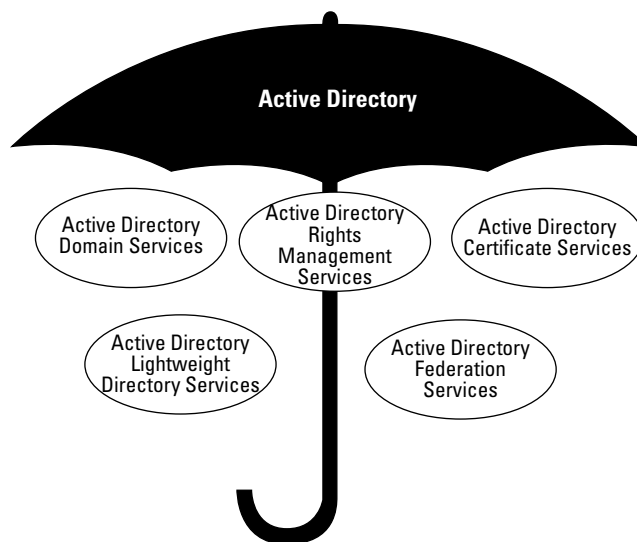 Active Directory
Active Directory
Domain Services
Active Directory
Rights
Management
Services
Active Directory
Certificate Services
Active Directory
Lightweight
Directory Services
Active Directory
Federation
Services